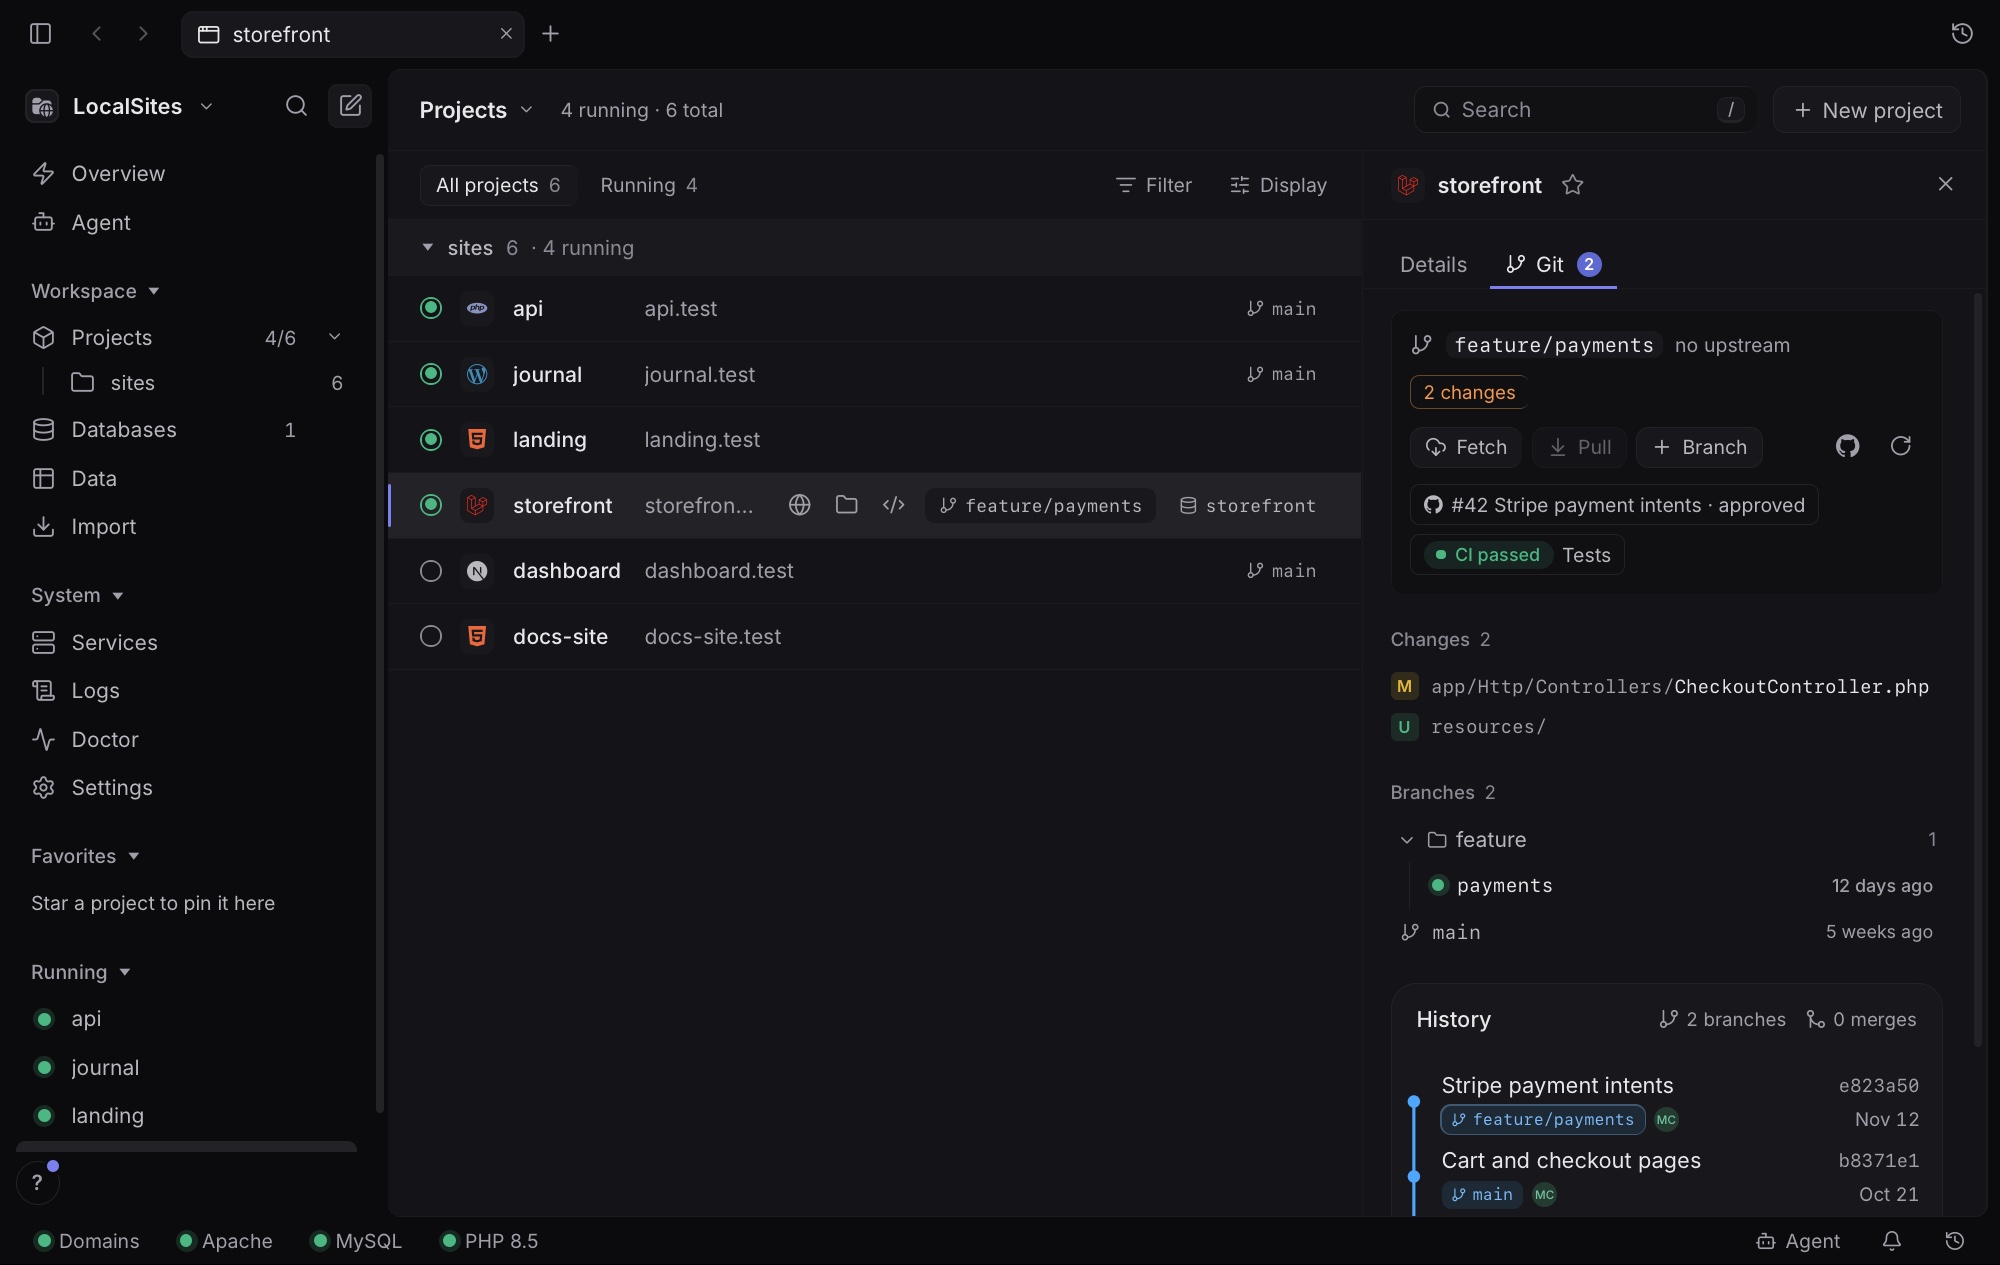 storefront
LocalSites
Overview
Agent
Workspace
Projects 4/6
sites 6
Databases 1
Data
Import
System
Services
Logs
Doctor
Settings
Favorites
Star a project to pin it here
Running
api
journal
landing
?
Projects 4 running · 6 total
Search /
New project
All projects 6 Running 4
Filter Display
sites 6 · 4 running
php api api.test main
journal journal.test main
landing landing.test
storefront storefron... feature/payments storefront
N dashboard dashboard.test main
docs-site docs-site.test
storefront
Details Git 2
feature/payments no upstream
2 changes
Fetch Pull Branch
#42 Stripe payment intents · approved
CI passed Tests
Changes 2
M app/Http/Controllers/CheckoutController.php
U resources/
Branches 2
feature 1
payments 12 days ago
main 5 weeks ago
History 2 branches 0 merges
Stripe payment intents e823a50
feature/payments MC Nov 12
Cart and checkout pages b8371e1
main MC Oct 21
Domains Apache MySQL PHP 8.5
Agent